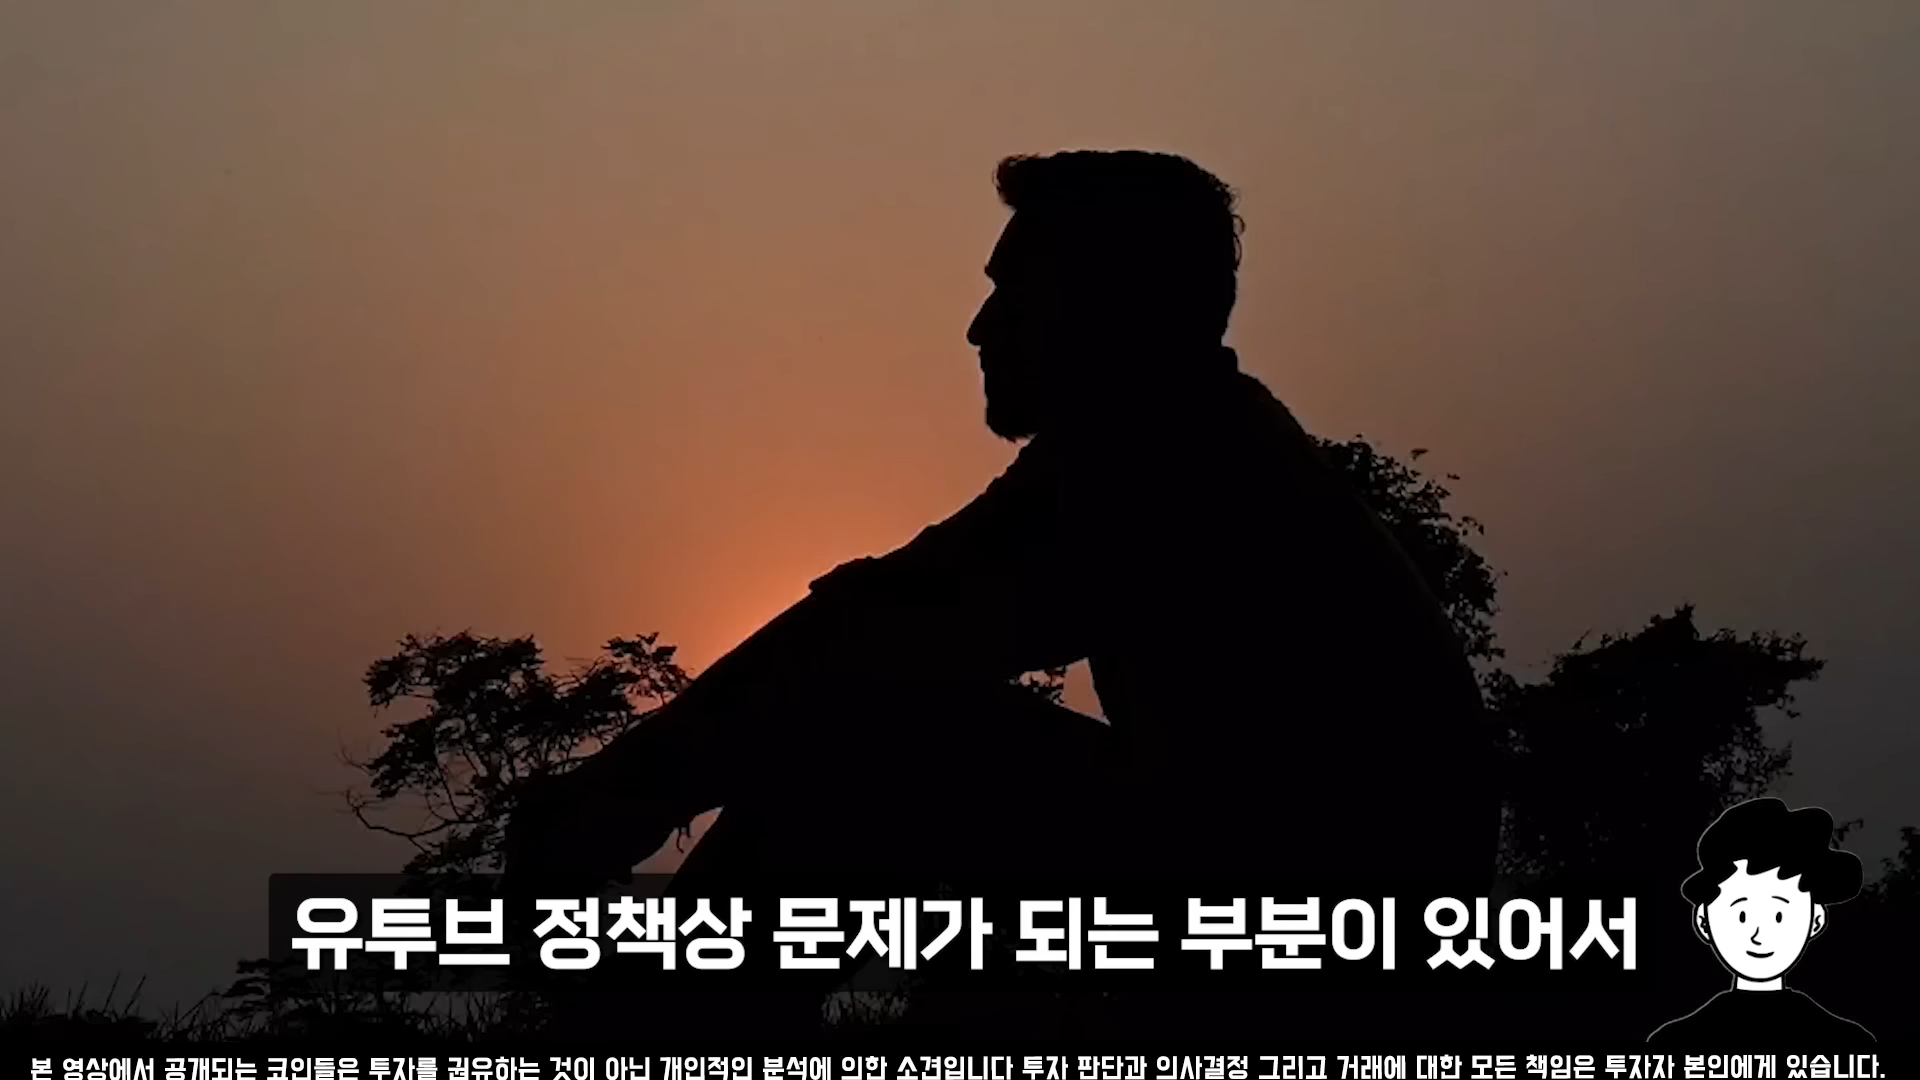 유투브 정책상 문제가 되는 부분이 있어서
본 영상에서 공개되는 코인들은 투자를 권유하는 것이 아닌 개인적인 분석에 의한 소견입니다 투자 판단과 의사결정 그리고 거래에 대한 모든 책임은 투자자 본인에게 있습니다.